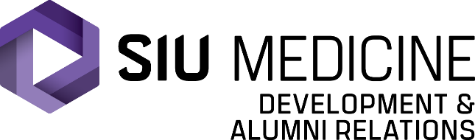 SIU MEDICINE
DEVELOPMENT &
ALUMNI RELATIONS